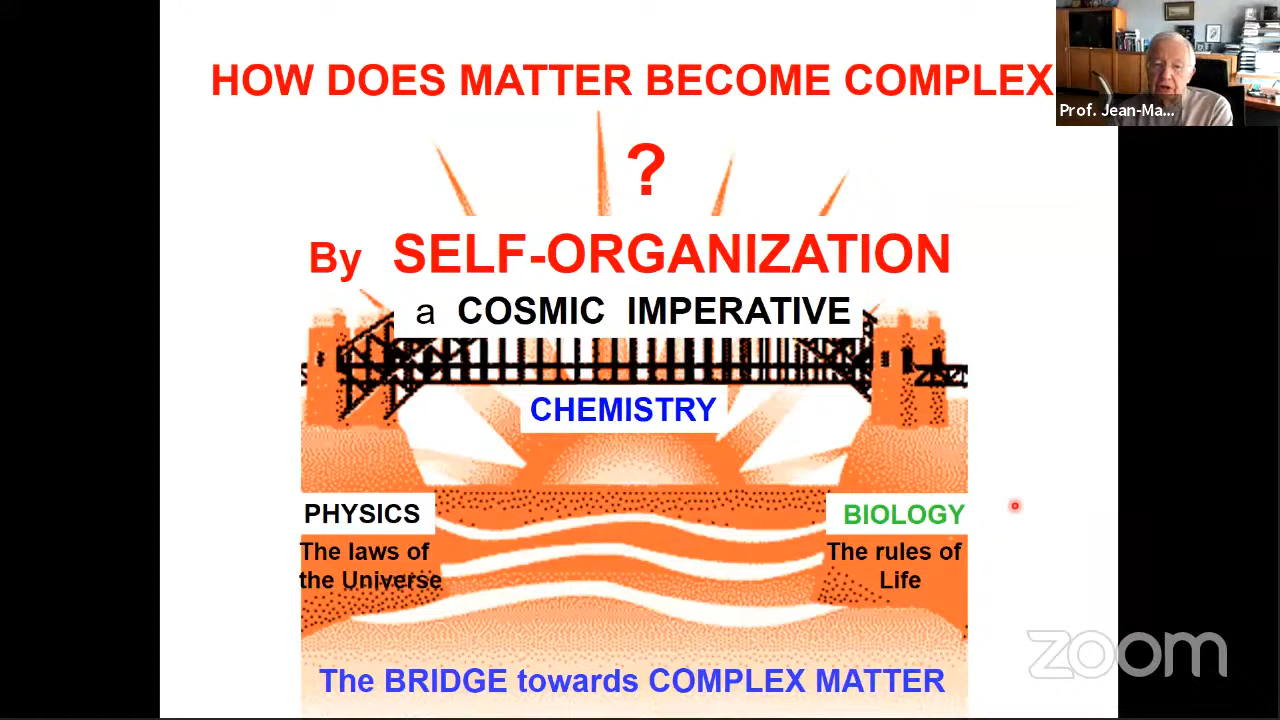 HOW DOES MATTER BECOME COMPLEX
Prof. Jean-Ma...
?
By SELF-ORGANIZATION
a COSMIC IMPERATIVE
CHEMISTRY
PHYSICS
The laws of
the Universe
BIOLOGY
The rules of
Life
zoom
The BRIDGE towards COMPLEX MATTER